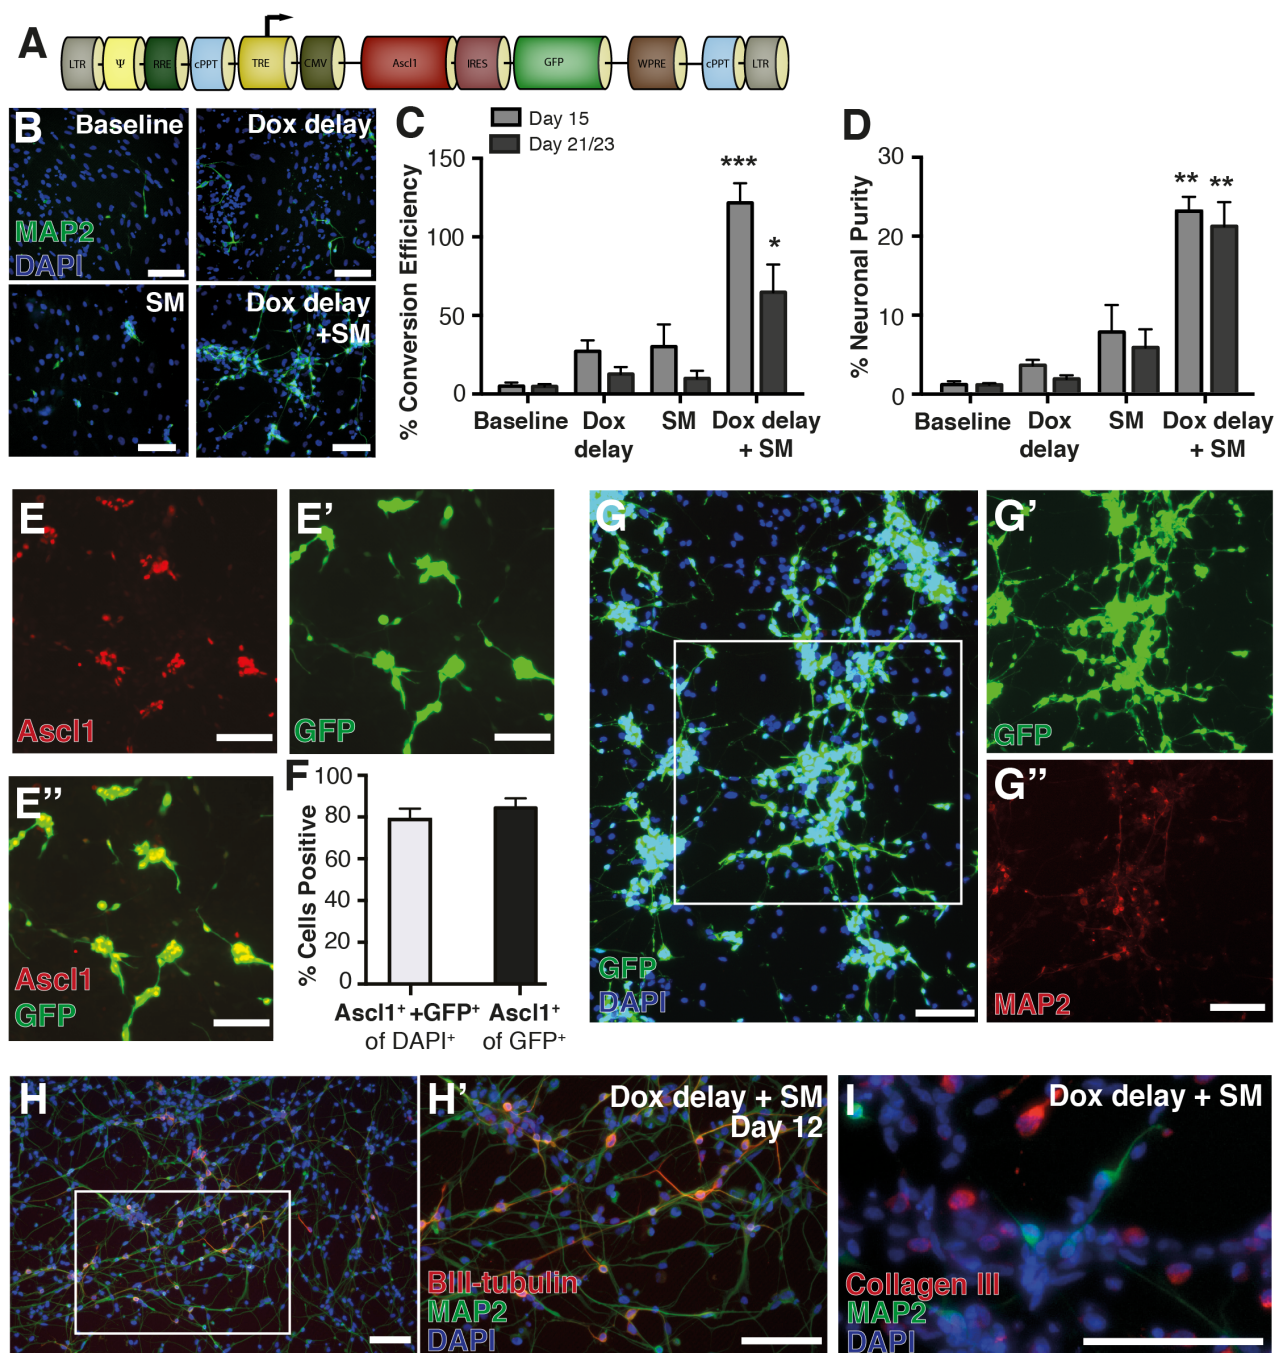 A
LTR Ψ RRE cPPT TRE CMV Ascl1 IRES GFP WPRE cPPT LTR
B Baseline
MAP2
DAPI
Dox delay
SM
Dox delay
+SM
C
Day 15
Day 21/23
% Conversion Efficiency
150
100
50
0
***
*
Baseline Dox delay SM Dox delay + SM
D
% Neuronal Purity
30
20
10
0
** **
Baseline Dox delay SM Dox delay + SM
E
Ascl1
E’
GFP
E’’
Ascl1
GFP
F
% Cells Positive
100
80
60
40
20
0
Ascl1⁺+GFP⁺ of DAPI⁺
Ascl1⁺ of GFP⁺
G
GFP
DAPI
G’
GFP
G’’
MAP2
H
H’ Dox delay + SM
Day 12
BIII-tubulin
MAP2
DAPI
I Dox delay + SM
Collagen III
MAP2
DAPI